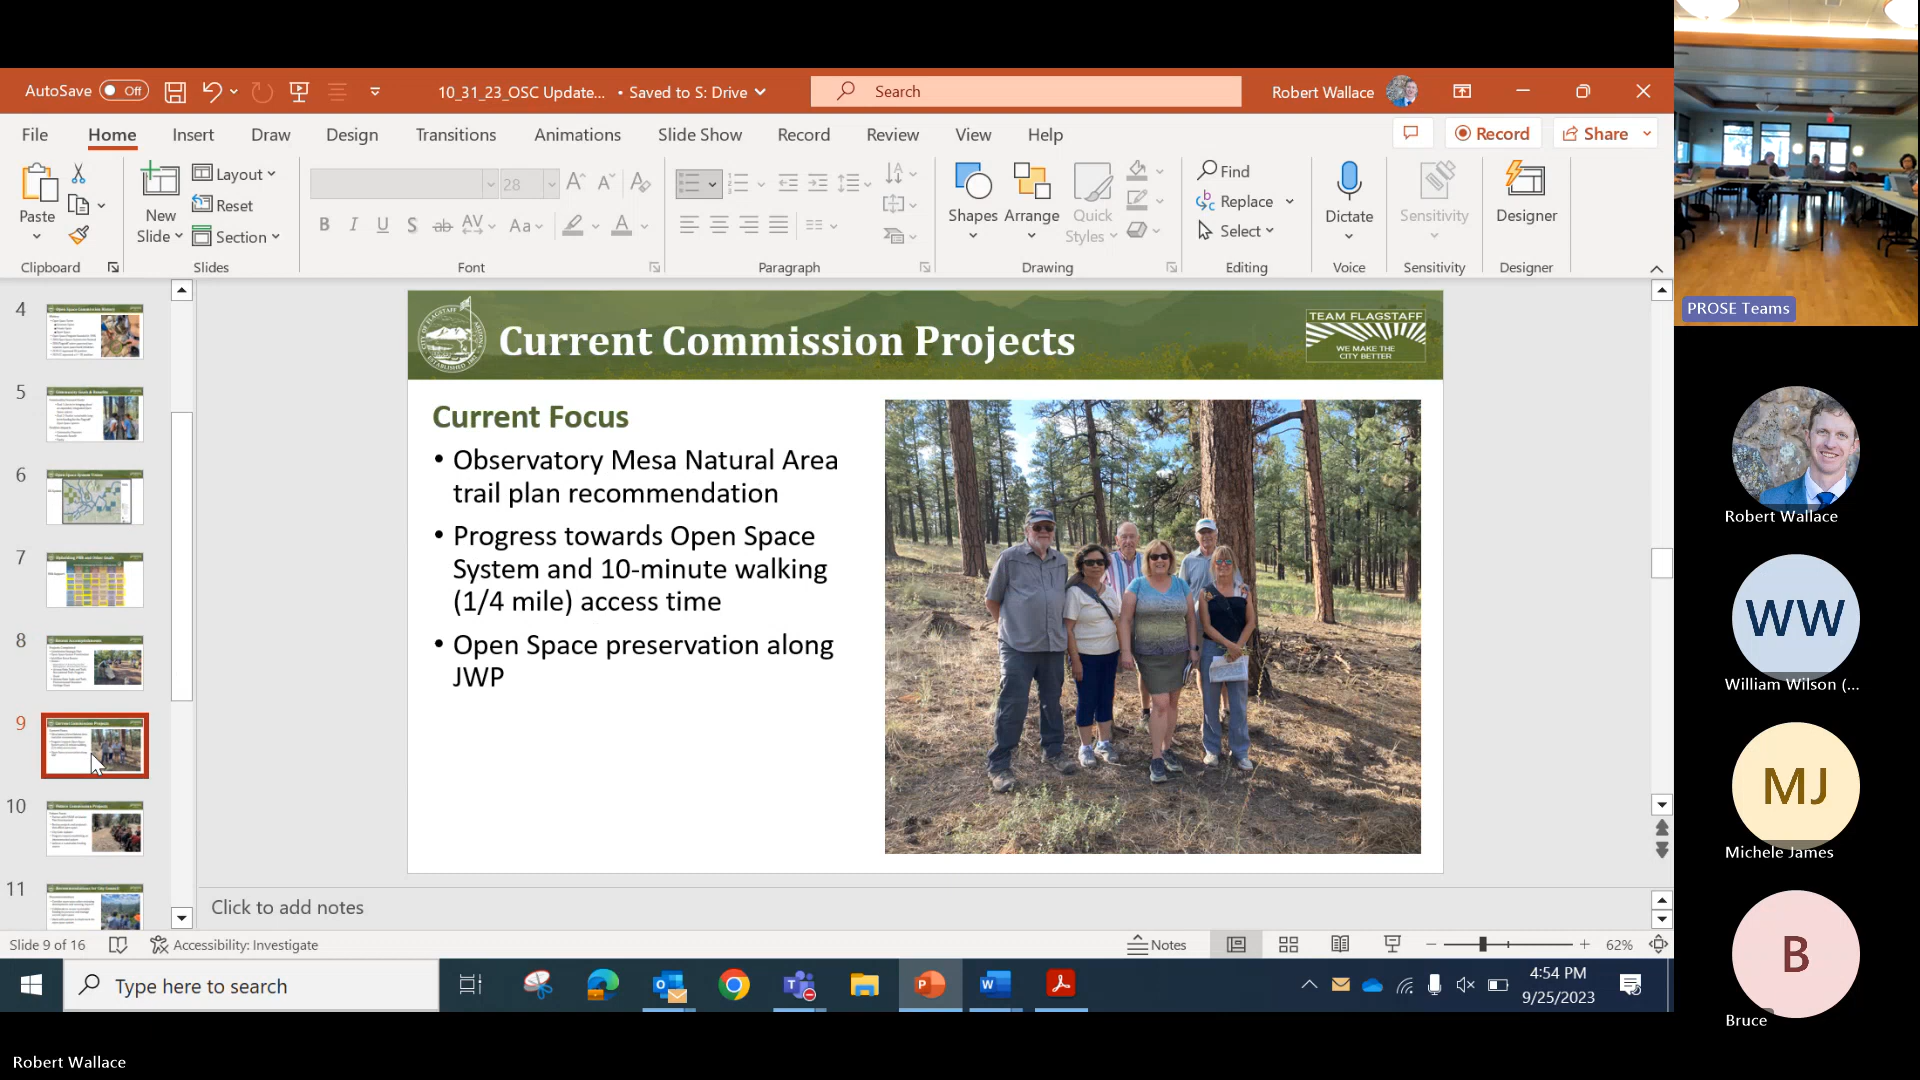 AutoSave Off
10_31_23_OSC Update... • Saved to S: Drive
Search
Robert Wallace
File Home Insert Draw Design Transitions Animations Slide Show Record Review View Help
Record
Share
Paste
New
Slide
Layout
Reset
Section
28
B I U S ab AV Aa A
Shapes
Arrange
Quick
Styles
Find
Replace
Select
Dictate
Sensitivity
Designer
Clipboard
Slides
Font
Paragraph
Drawing
Editing
Voice
Sensitivity
Designer
4
5
6
7
8
9
10
11
Current Commission Projects
TEAM FLAGSTAFF
WE MAKE THE
CITY BETTER
Current Focus
• Observatory Mesa Natural Area
trail plan recommendation
• Progress towards Open Space
System and 10-minute walking
(1/4 mile) access time
• Open Space preservation along
JWP
Click to add notes
Slide 9 of 16
Accessibility: Investigate
Notes
62%
Type here to search
4:54 PM
9/25/2023
Robert Wallace
PROSE Teams
Robert Wallace
WW
William Wilson (...
MJ
Michele James
B
Bruce